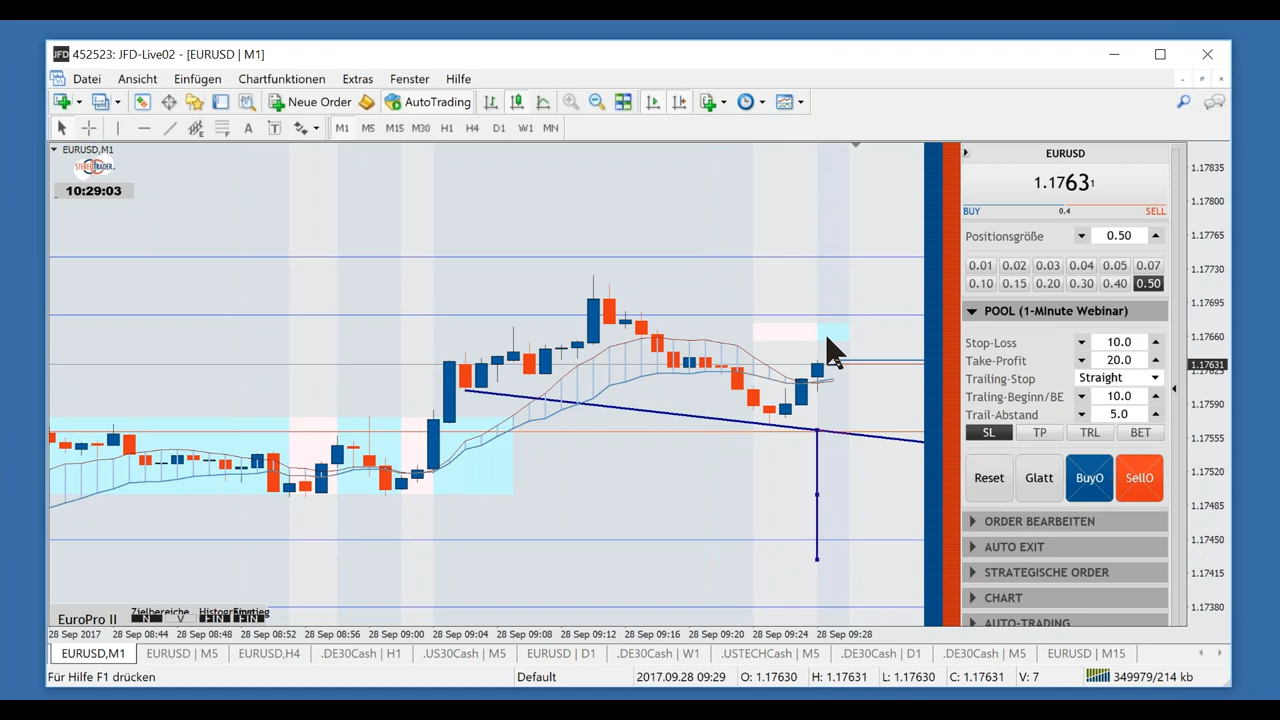 JFD 452523: JFD-Live02 - [EURUSD | M1]
Datei Ansicht Einfügen Chartfunktionen Extras Fenster Hilfe
Neue Order AutoTrading
A T M1 M5 M15 M30 H1 H4 D1 W1 MN
EURUSD,M1
STEREOTRADER
10:29:03
EURUSD
1.17631
BUY 0.4 SELL
Positionsgröße 0.50
0.01 0.02 0.03 0.04 0.05 0.07
0.10 0.15 0.20 0.30 0.40 0.50
POOL (1-Minute Webinar)
Stop-Loss 10.0
Take-Profit 20.0
Trailing-Stop Straight
Traling-Beginn/BE 10.0
Trail-Abstand 5.0
SL TP TRL BET
Reset Glatt BuyO SellO
ORDER BEARBEITEN
AUTO EXIT
STRATEGISCHE ORDER
CHART
AUTO-TRADING
1.17835
1.17800
1.17765
1.17730
1.17695
1.17660
1.17631
1.17625
1.17590
1.17555
1.17520
1.17485
1.17450
1.17415
1.17380
EuroPro II
Zielbereiche
N V EIN EIN
28 Sep 2017 28 Sep 08:44 28 Sep 08:48 28 Sep 08:52 28 Sep 08:56 28 Sep 09:00 28 Sep 09:04 28 Sep 09:08 28 Sep 09:12 28 Sep 09:16 28 Sep 09:20 28 Sep 09:24 28 Sep 09:28
EURUSD,M1 EURUSD | M5 EURUSD,H4 .DE30Cash | H1 .US30Cash | M5 EURUSD | D1 .DE30Cash | W1 .USTECHCash | M5 .DE30Cash | D1 .DE30Cash | M5 EURUSD | M15
Für Hilfe F1 drücken Default 2017.09.28 09:29 O: 1.17630 H: 1.17631 L: 1.17630 C: 1.17631 V: 7 349979/214 kb